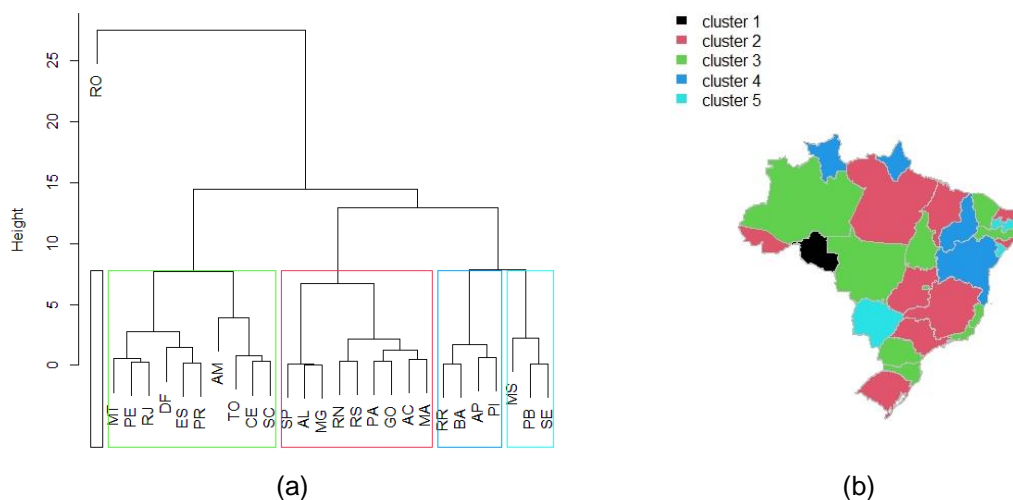 Height
25
20
15
10
5
0
RO
MT
PE
RJ
DF
ES
PR
AM
TO
CE
SC
SP
AL
MG
RN
RS
PA
GO
AC
MA
RR
BA
AP
PI
MS
PB
SE
(a)
cluster 1
cluster 2
cluster 3
cluster 4
cluster 5
(b)